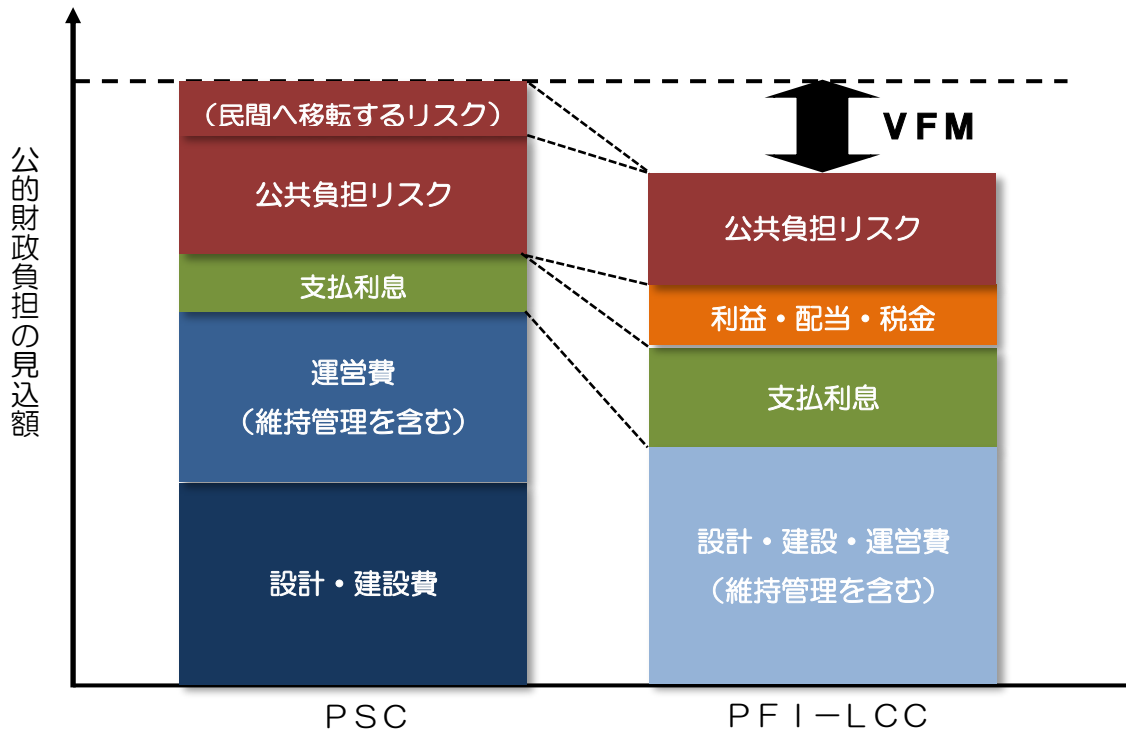 公的財政負担の見込額
（民間へ移転するリスク）
公共負担リスク
支払利息
運営費
（維持管理を含む）
設計・建設費
ＰＳＣ
ＶＦＭ
公共負担リスク
利益・配当・税金
支払利息
設計・建設・運営費
（維持管理を含む）
ＰＦＩ－ＬＣＣ